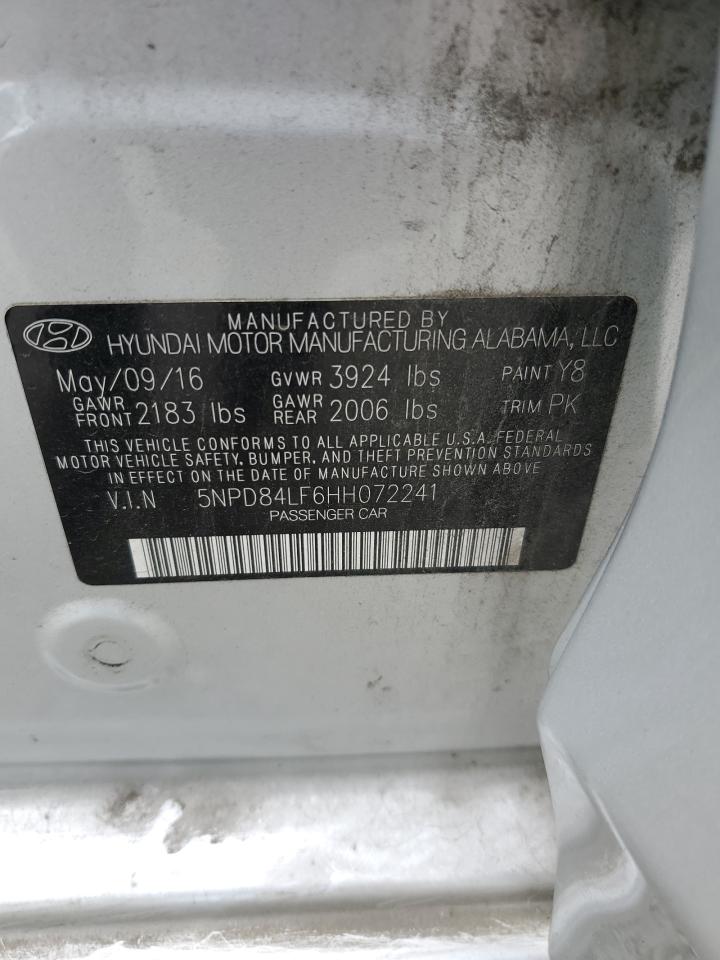 MANUFACTURED BY
HYUNDAI MOTOR MANUFACTURING ALABAMA, LLC
May/09/16 GVWR 3924 lbs PAINT Y8
GAWR FRONT 2183 lbs GAWR REAR 2006 lbs TRIM PK
THIS VEHICLE CONFORMS TO ALL APPLICABLE U.S.A. FEDERAL
MOTOR VEHICLE SAFETY, BUMPER, AND THEFT PREVENTION STANDARDS
IN EFFECT ON THE DATE OF MANUFACTURE SHOWN ABOVE
V.I.N 5NPD84LF6HH072241
PASSENGER CAR